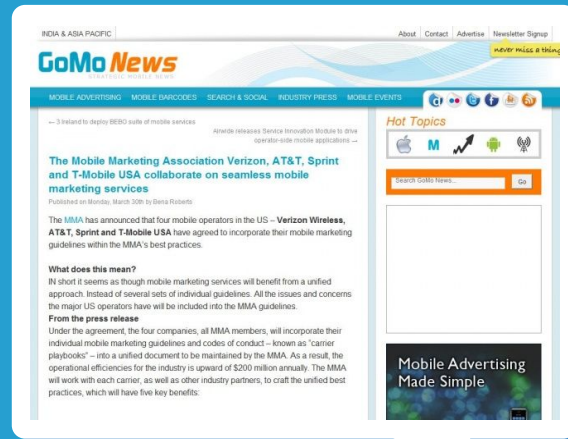 INDIA & ASIA PACIFIC
About Contact Advertise Newsletter Signup
never miss a thing
GoMo News
STRATEGIC MOBILE NEWS
MOBILE ADVERTISING MOBILE BARCODES SEARCH & SOCIAL INDUSTRY PRESS MOBILE EVENTS
← 3 Ireland to deploy BEBO suite of mobile services
Airwide releases Service Innovation Module to drive
operator-side mobile applications →
The Mobile Marketing Association Verizon, AT&T, Sprint
and T-Mobile USA collaborate on seamless mobile
marketing services
Published on Monday, March 30th by Bena Roberts
The MMA has announced that four mobile operators in the US – Verizon Wireless,
AT&T, Sprint and T-Mobile USA have agreed to incorporate their mobile marketing
guidelines within the MMA's best practices.
What does this mean?
IN short it seems as though mobile marketing services will benefit from a unified
approach. Instead of several sets of individual guidelines. All the issues and concerns
the major US operators have will be included into the MMA guidelines.
From the press release
Under the agreement, the four companies, all MMA members, will incorporate their
individual mobile marketing guidelines and codes of conduct – known as "carrier
playbooks" – into a unified document to be maintained by the MMA. As a result, the
operational efficiencies for the industry is upward of $200 million annually. The MMA
will work with each carrier, as well as other industry partners, to craft the unified best
practices, which will have five key benefits:
Hot Topics
M
Search GoMo News...
Go
Mobile Advertising
Made Simple